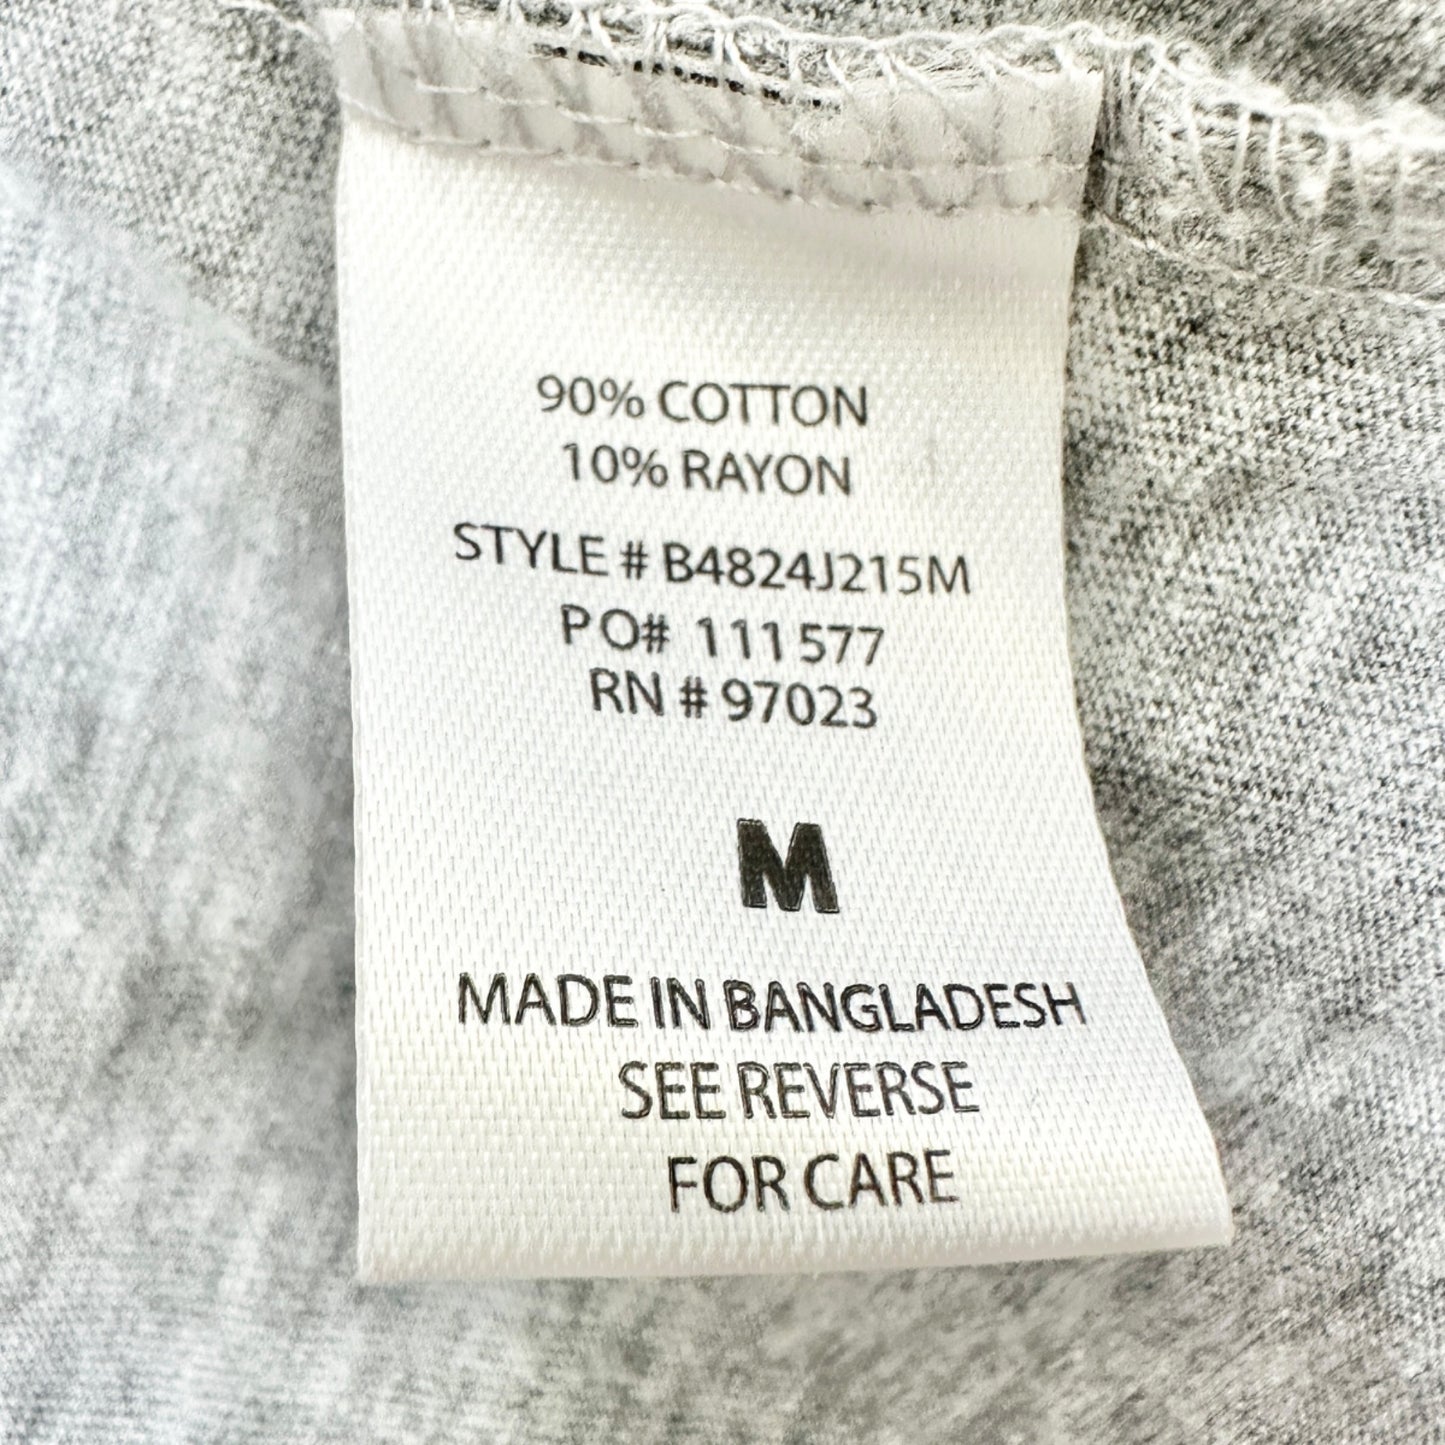 90% COTTON
10% RAYON
STYLE # B4824J215M
PO# 111577
RN # 97023
M
MADE IN BANGLADESH
SEE REVERSE
FOR CARE